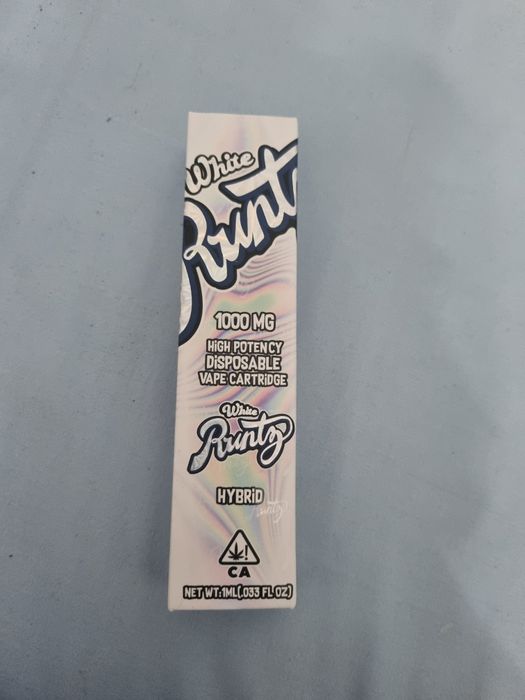 White
Runtz
1000 MG
HIGH POTENCY
DISPOSABLE
VAPE CARTRIDGE
White
Runtz
HYBRID
CA
NET WT:1ML(.033 FL OZ)